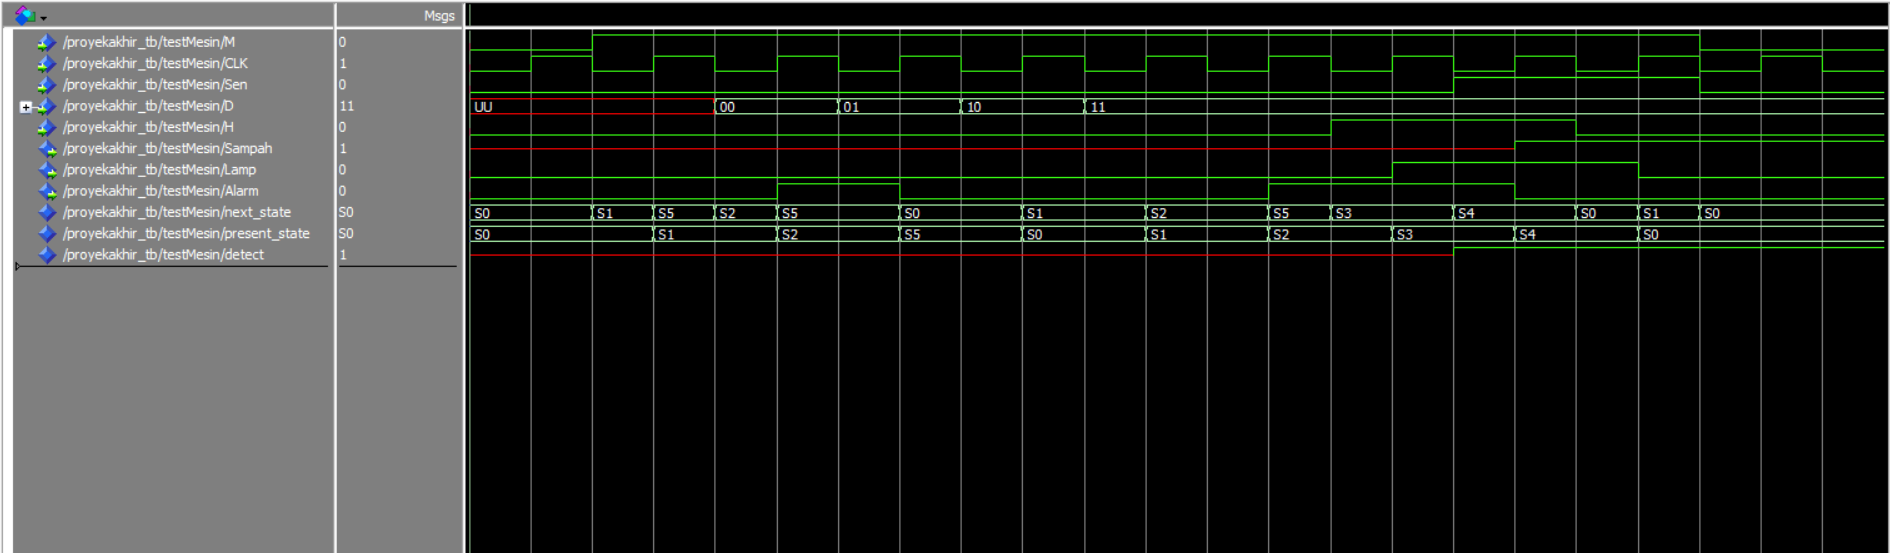 Msgs
/proyekakhir_tb/testMesin/M 0
/proyekakhir_tb/testMesin/CLK 1
/proyekakhir_tb/testMesin/Sen 0
/proyekakhir_tb/testMesin/D 11 UU 00 01 10 11
/proyekakhir_tb/testMesin/H 0
/proyekakhir_tb/testMesin/Sampah 1
/proyekakhir_tb/testMesin/Lamp 0
/proyekakhir_tb/testMesin/Alarm 0
/proyekakhir_tb/testMesin/next_state S0 S0 S1 S5 S2 S5 S0 S1 S2 S5 S3 S4 S0 S1 S0
/proyekakhir_tb/testMesin/present_state S0 S0 S1 S2 S5 S0 S1 S2 S3 S4 S0
/proyekakhir_tb/testMesin/detect 1